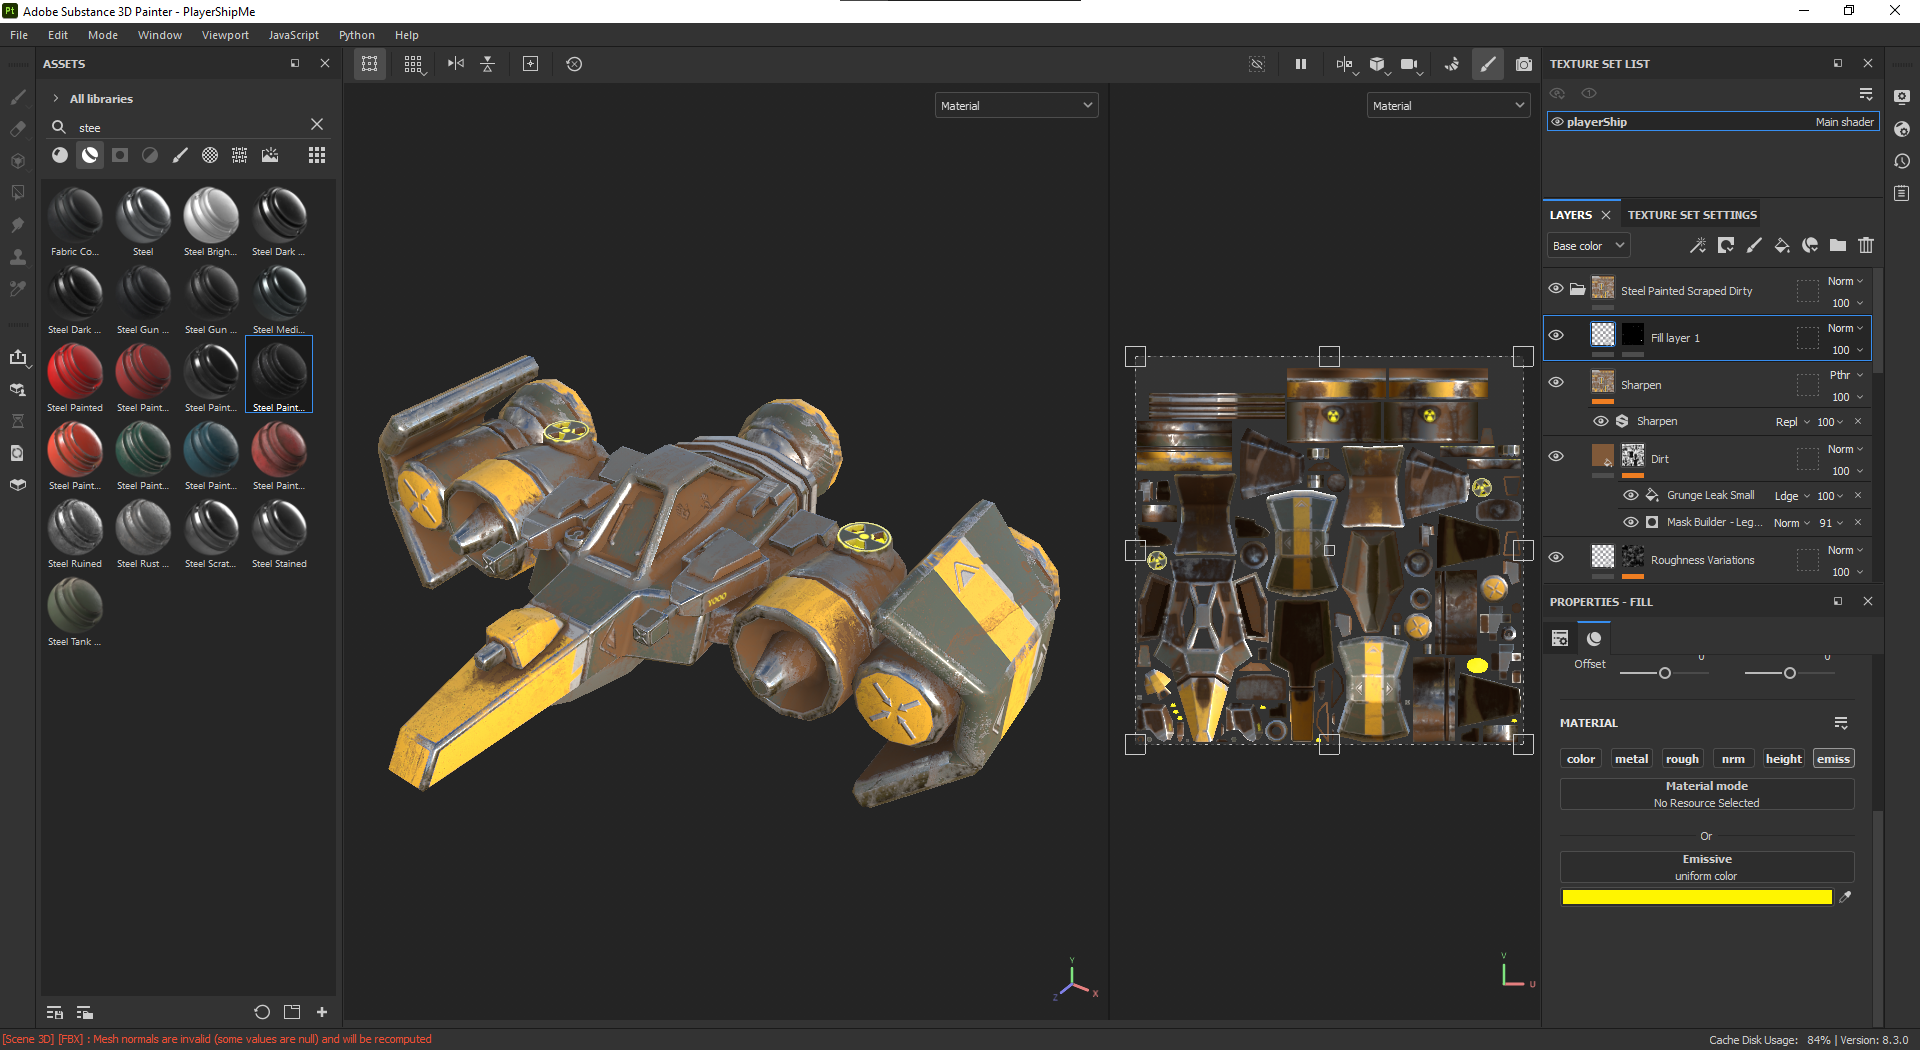 Pt Adobe Substance 3D Painter - PlayerShipMe
File Edit Mode Window Viewport JavaScript Python Help
ASSETS
All libraries
stee
Fabric Co... Steel Steel Brigh... Steel Dark ...
Steel Dark ... Steel Gun ... Steel Gun ... Steel Medi...
Steel Painted Steel Paint... Steel Paint... Steel Paint...
Steel Paint... Steel Paint... Steel Paint... Steel Paint...
Steel Ruined Steel Rust ... Steel Scrat... Steel Stained
Steel Tank ...
Material
YOOO
Y
Z
X
Material
V
U
TEXTURE SET LIST
playerShip Main shader
LAYERS TEXTURE SET SETTINGS
Base color
Steel Painted Scraped Dirty Norm
100
Fill layer 1 Norm
100
Sharpen Pthr
100
Sharpen Repl 100
Dirt Norm
100
Grunge Leak Small Ldge 100
Mask Builder - Leg... Norm 91
Roughness Variations Norm
100
PROPERTIES - FILL
Offset 0 0
MATERIAL
color metal rough nrm height emiss
Material mode
No Resource Selected
Or
Emissive
uniform color
[Scene 3D] [FBX] : Mesh normals are invalid (some values are null) and will be recomputed
Cache Disk Usage: 84% | Version: 8.3.0